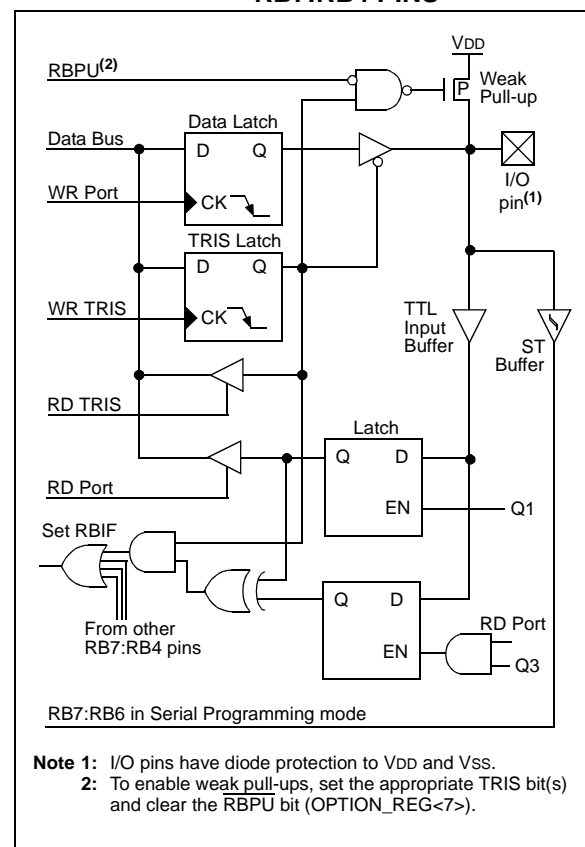 VDD
RBPU(2)
P
Weak
Pull-up
Data Latch
Data Bus
D Q
I/O
pin(1)
WR Port
CK
TRIS Latch
D Q
WR TRIS
CK
TTL
Input
Buffer
ST
Buffer
RD TRIS
Latch
Q D
RD Port
EN
Q1
Set RBIF
Q D
RD Port
From other
RB7:RB4 pins
EN
Q3
RB7:RB6 in Serial Programming mode
Note 1: I/O pins have diode protection to VDD and VSS.
2: To enable weak pull-ups, set the appropriate TRIS bit(s)
and clear the RBPU bit (OPTION_REG<7>).